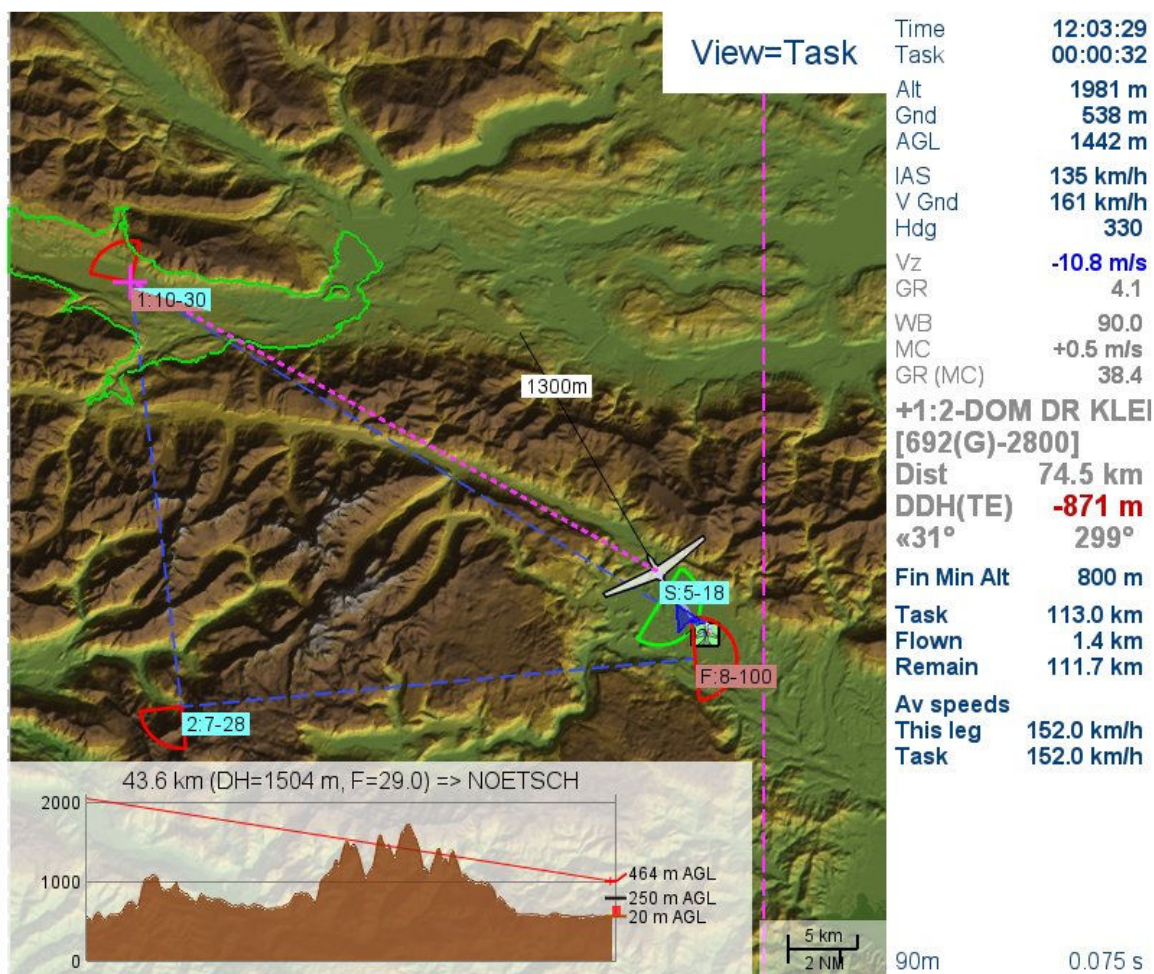 View=Task
1:10-30
1300m
S:5-18
F:8-100
2:7-28
43.6 km (DH=1504 m, F=29.0) => NOETSCH
2000
1000
0
464 m AGL
250 m AGL
20 m AGL
5 km
2 NM
Time 12:03:29
Task 00:00:32
Alt 1981 m
Gnd 538 m
AGL 1442 m
IAS 135 km/h
V Gnd 161 km/h
Hdg 330
Vz -10.8 m/s
GR 4.1
WB 90.0
MC +0.5 m/s
GR (MC) 38.4
+1:2-DOM DR KLEI
[692(G)-2800]
Dist 74.5 km
DDH(TE) -871 m
«31° 299°
Fin Min Alt 800 m
Task 113.0 km
Flown 1.4 km
Remain 111.7 km
Av speeds
This leg 152.0 km/h
Task 152.0 km/h
90m 0.075 s